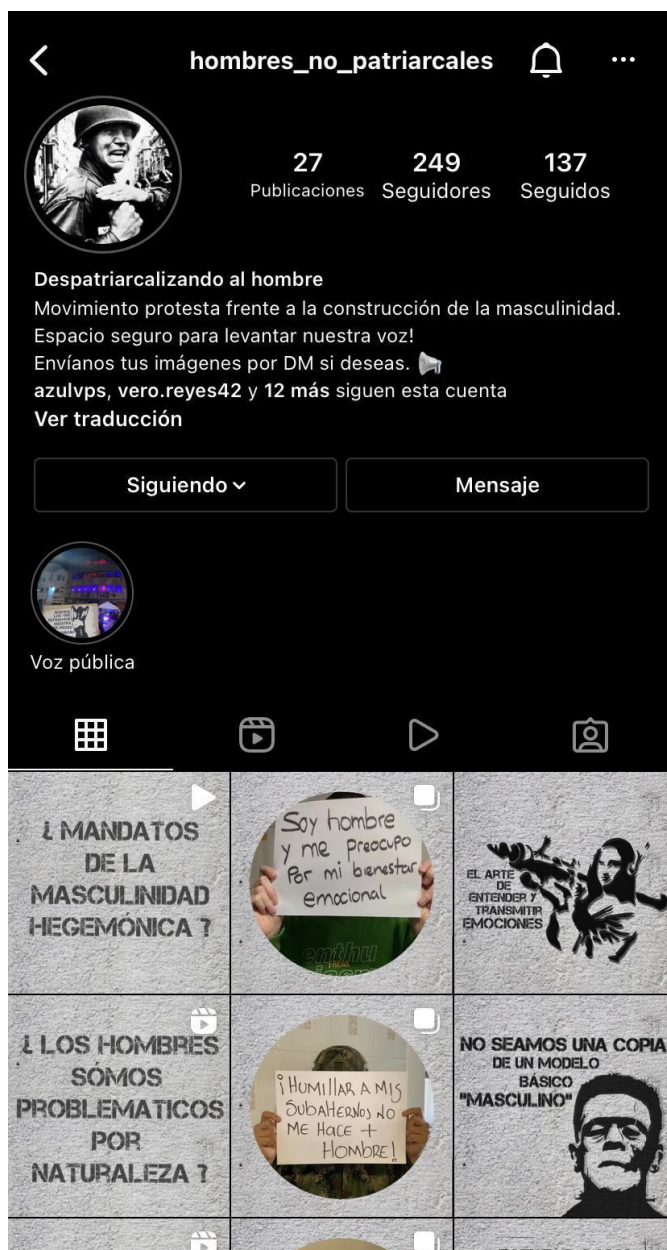 hombres_no_patriarcales
27
Publicaciones
249
Seguidores
137
Seguidos
Despatriarcalizando al hombre
Movimiento protesta frente a la construcción de la masculinidad.
Espacio seguro para levantar nuestra voz!
Envíanos tus imágenes por DM si deseas.
azulvps, vero.reyes42 y 12 más siguen esta cuenta
Ver traducción
Siguiendo
Mensaje
Voz pública
¿ MANDATOS
DE LA
MASCULINIDAD
HEGEMÓNICA ?
Soy hombre
y me preocupo
Por mi bienestar
emocional
enthu
FREAK
EL ARTE
DE
ENTENDER Y
TRANSMITIR
EMOCIONES
¿ LOS HOMBRES
SÓMOS
PROBLEMATICOS
POR
NATURALEZA ?
¡HUMILLAR A MIS
SUBALTERNOS NO
ME HACE +
HOMBRE!
NO SEAMOS UNA COPIA
DE UN MODELO
BÁSICO
"MASCULINO"